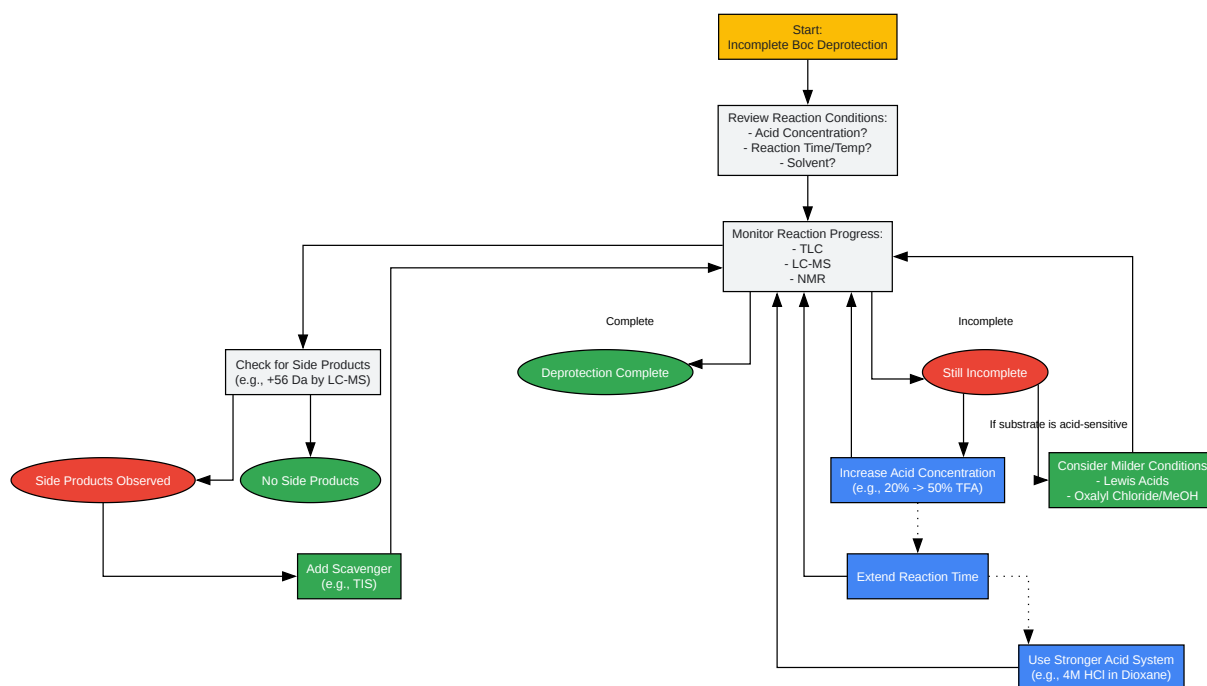 Start:
Incomplete Boc Deprotection
Review Reaction Conditions:
- Acid Concentration?
- Reaction Time/Temp?
- Solvent?
Monitor Reaction Progress:
- TLC
- LC-MS
- NMR
Complete
Incomplete
Check for Side Products
(e.g., +56 Da by LC-MS)
Deprotection Complete
Still Incomplete
If substrate is acid-sensitive
Side Products Observed
No Side Products
Increase Acid Concentration
(e.g., 20% -> 50% TFA)
Consider Milder Conditions
- Lewis Acids
- Oxalyl Chloride/MeOH
Add Scavenger
(e.g., TIS)
Extend Reaction Time
Use Stronger Acid System
(e.g., 4M HCl in Dioxane)